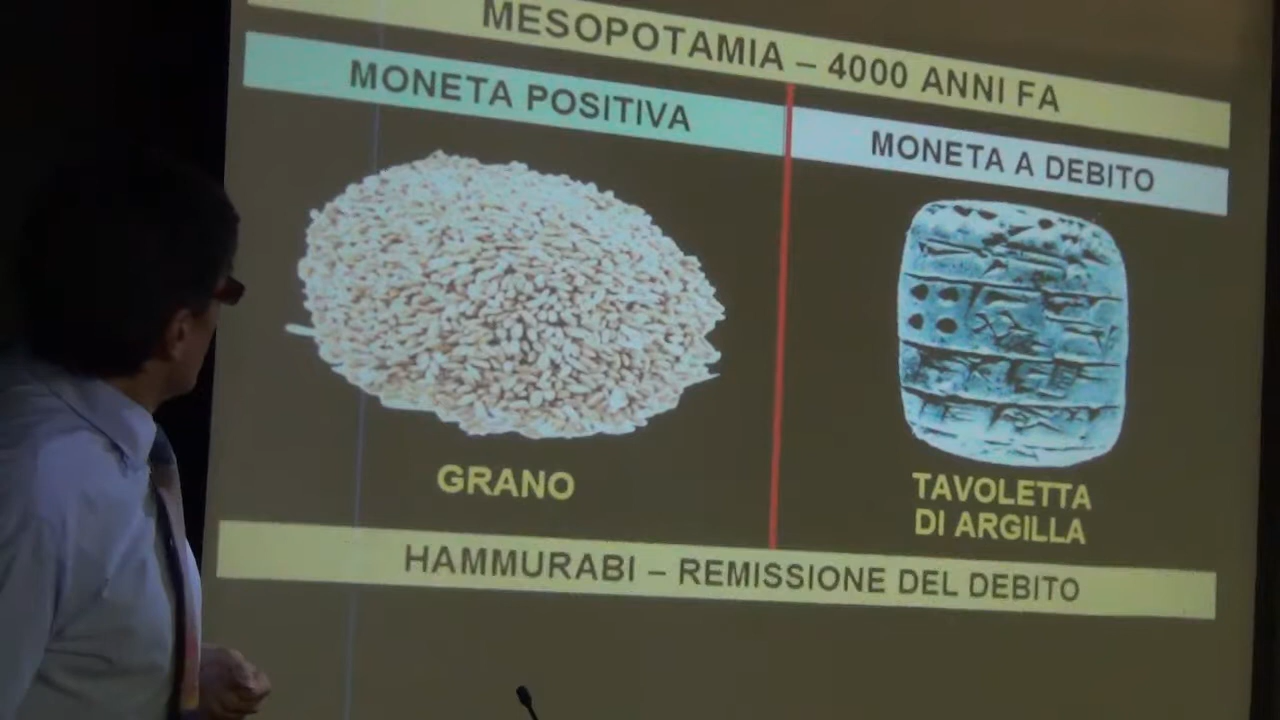 MESOPOTAMIA – 4000 ANNI FA
MONETA POSITIVA
MONETA A DEBITO
GRANO
TAVOLETTA
DI ARGILLA
HAMMURABI – REMISSIONE DEL DEBITO